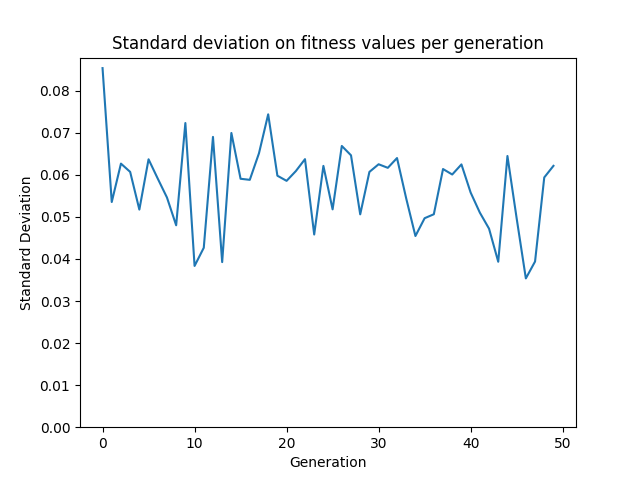 Standard deviation on fitness values per generation
0.08
0.07
0.06
0.05
0.04
0.03
0.02
0.01
0.00
Standard Deviation
0 10 20 30 40 50
Generation